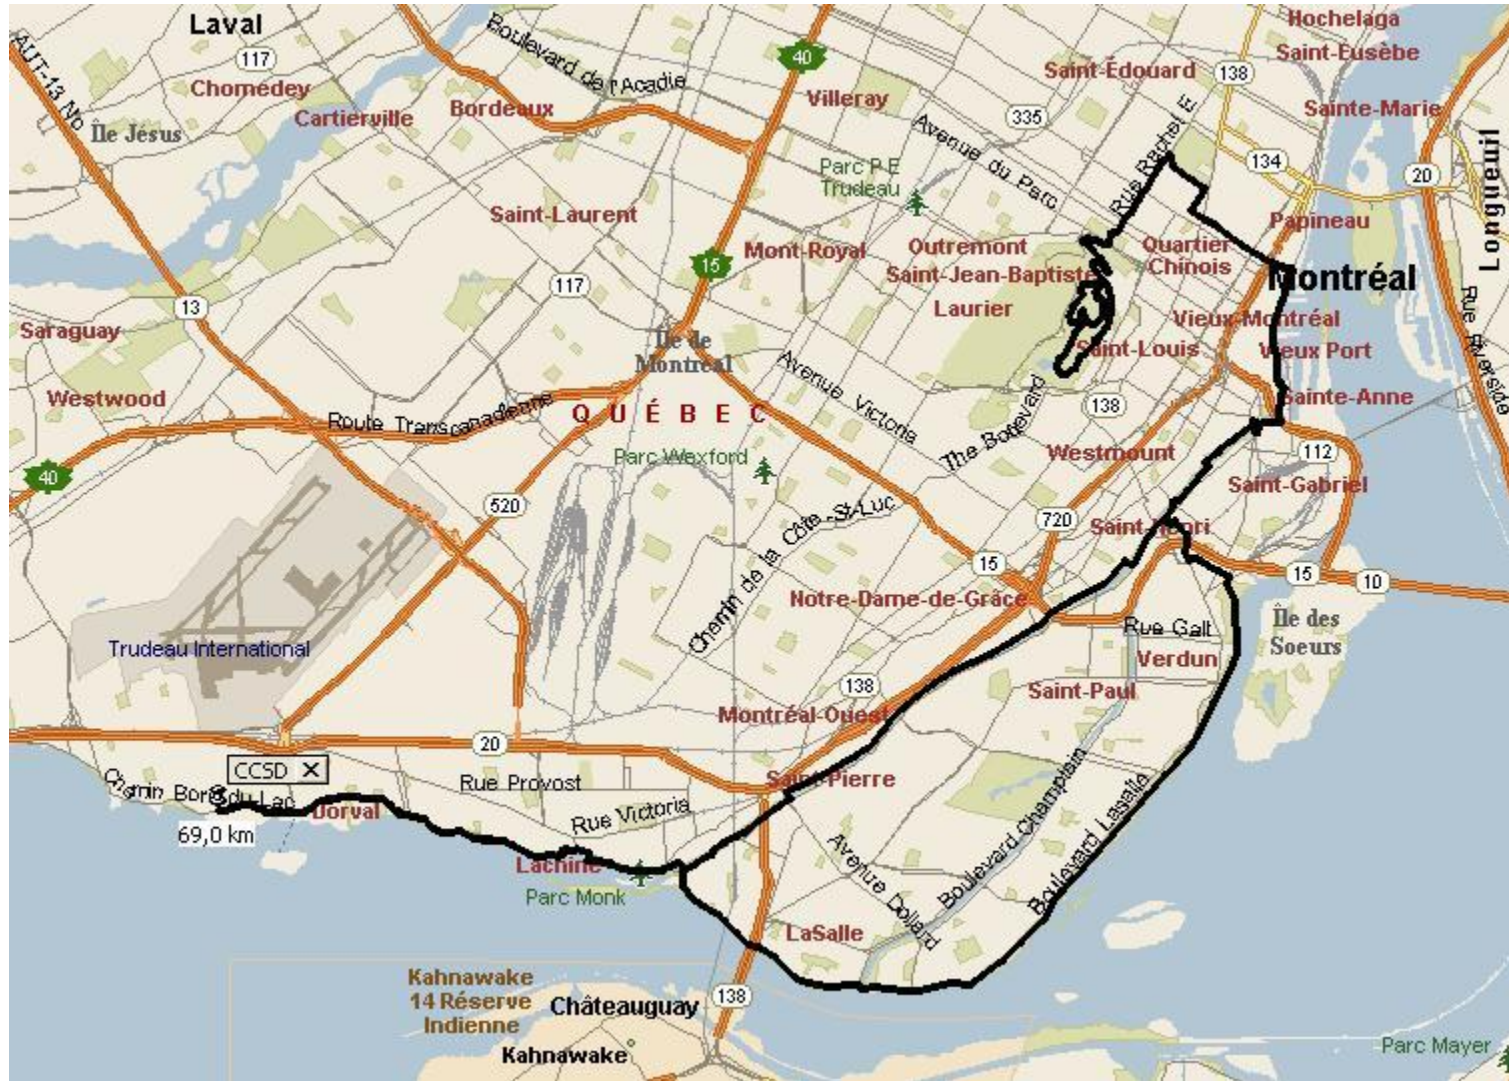 Laval
Hochelaga
Saint-Eusèbe
AUT-13 No
117
Chomedey
Boulevard de l'Acadie
40
Saint-Édouard
138
Cartierville
Bordeaux
Villeray
Sainte-Marie
Île Jésus
335
Avenue du Parc
Rue Rachel E
134
20
Longueuil
Parc P E
Trudeau
Saint-Laurent
Papineau
Mont-Royal
Outremont
Quartier
Chinois
15
Saint-Jean-Baptiste
Montréal
117
Laurier
13
Vieux-Montréal
Saraguay
Île de
Montréal
Saint-Louis
Vieux Port
Rue Riverside
Avenue Victoria
Westwood
Sainte-Anne
Route Transcanadienne
QUÉBEC
138
The Boulevard
Westmount
112
Parc Wexford
40
Saint-Gabriel
520
Chemin de la Côte-St-Luc
720
Saint-Henri
15
15
10
Notre-Dame-de-Grâce
Île des
Soeurs
Rue Galt
Trudeau International
Verdun
138
Saint-Paul
Montréal-Ouest
20
CCSD X
Saint-Pierre
Chemin Bord du Lac
Rue Provost
Dorval
Rue Victoria
69,0 km
Boulevard Champlain
Boulevard Lasalle
Avenue Dollard
Lachine
Parc Monk
LaSalle
Kahnawake
14 Réserve
Indienne
Châteauguay
138
Kahnawake
Parc Mayer